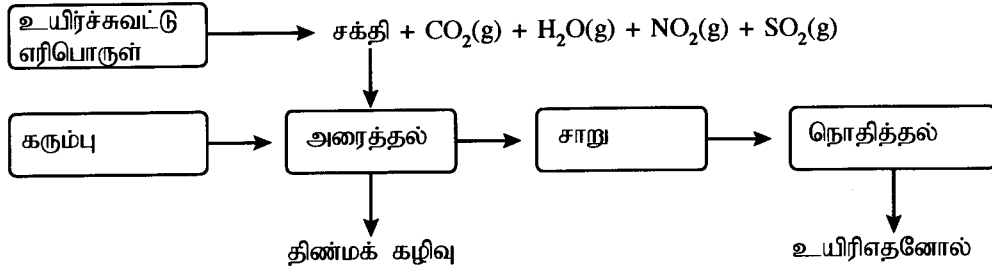 உயிர்ச்சுவட்டு
எரிபொருள்
சக்தி + CO₂(g) + H₂O(g) + NO₂(g) + SO₂(g)
கரும்பு
அரைத்தல்
சாறு
நொதித்தல்
திண்மக் கழிவு
உயிரிஎதனோல்